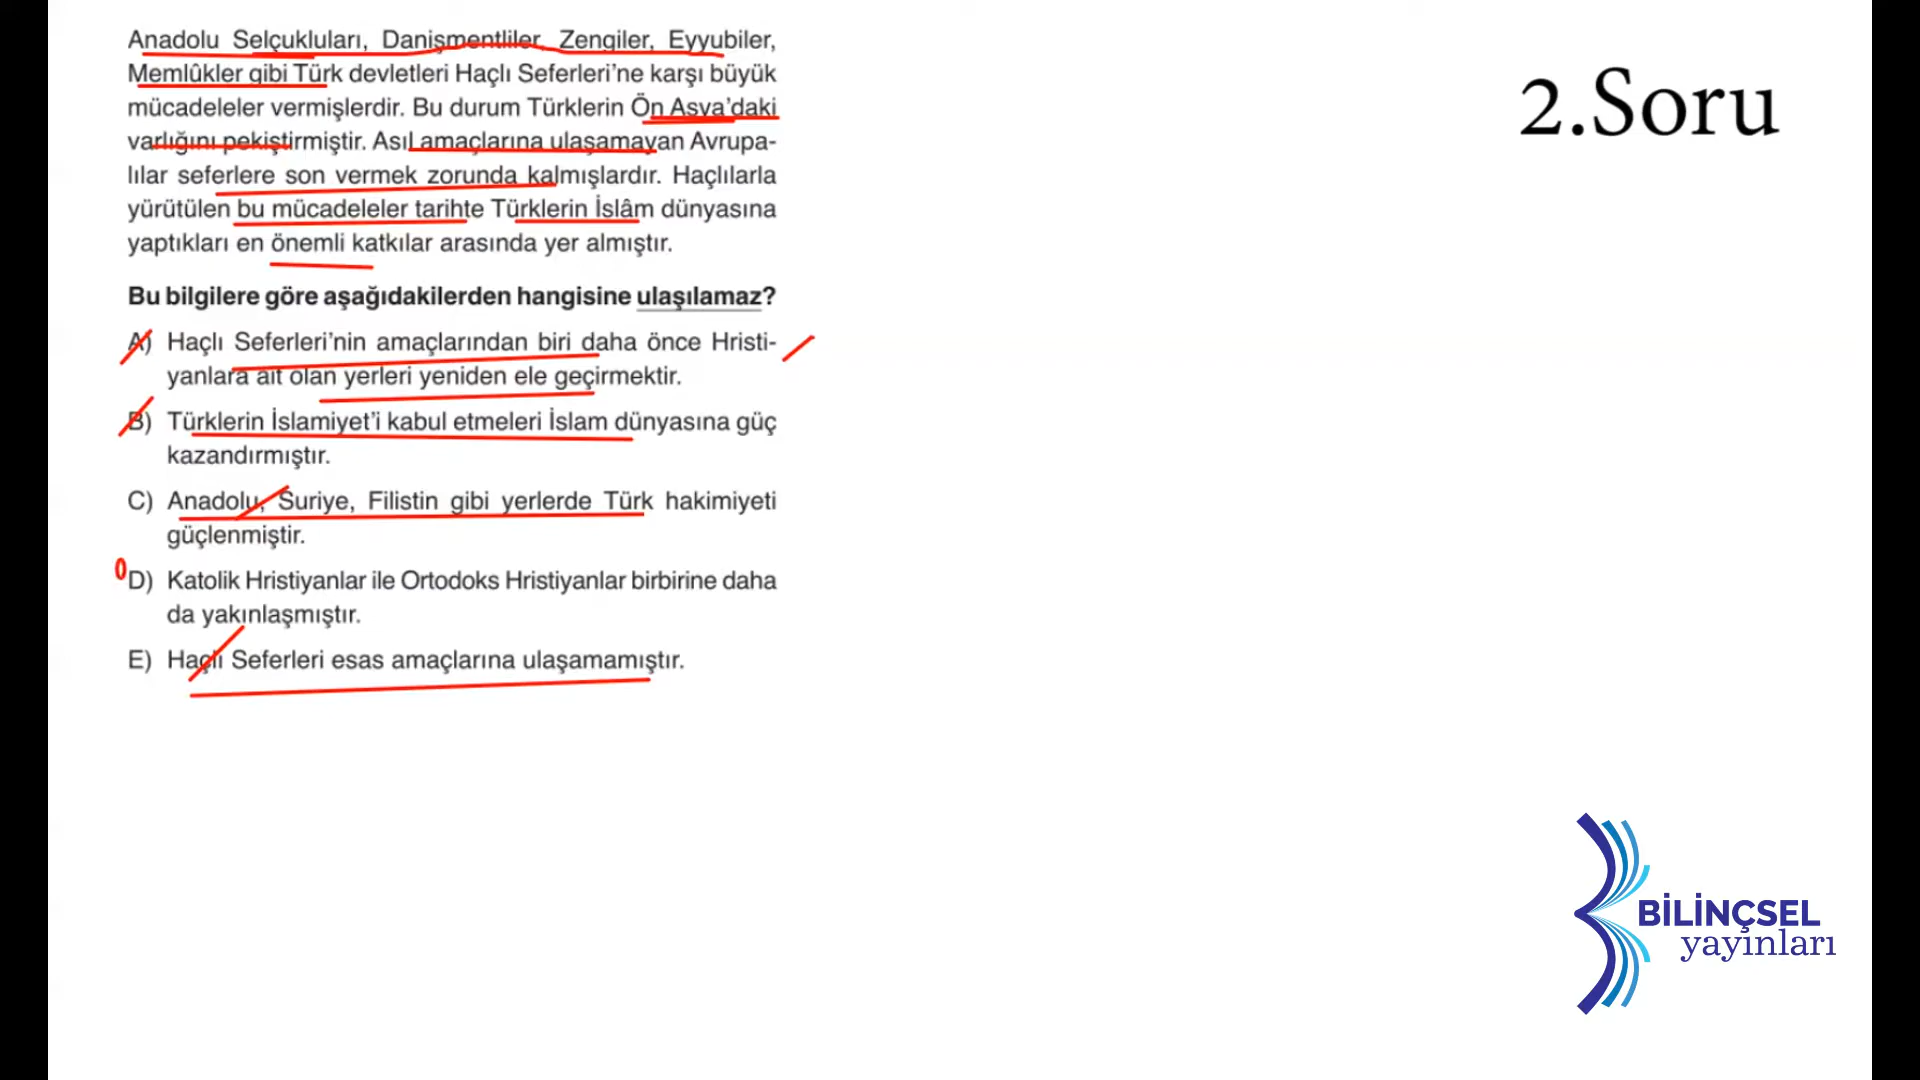 Anadolu Selçukluları, Danişmentliler, Zengiler, Eyyubiler,
Memlûkler gibi Türk devletleri Haçlı Seferleri’ne karşı büyük
mücadeleler vermişlerdir. Bu durum Türklerin Ön Asya’daki
varlığını pekiştirmiştir. Asıl amaçlarına ulaşamayan Avrupa-
lılar seferlere son vermek zorunda kalmışlardır. Haçlılarla
yürütülen bu mücadeleler tarihte Türklerin İslâm dünyasına
yaptıkları en önemli katkılar arasında yer almıştır.
Bu bilgilere göre aşağıdakilerden hangisine ulaşılamaz?
A) Haçlı Seferleri’nin amaçlarından biri daha önce Hristi-
yanlara ait olan yerleri yeniden ele geçirmektir.
B) Türklerin İslamiyet’i kabul etmeleri İslam dünyasına güç
kazandırmıştır.
C) Anadolu, Suriye, Filistin gibi yerlerde Türk hakimiyeti
güçlenmiştir.
D) Katolik Hristiyanlar ile Ortodoks Hristiyanlar birbirine daha
da yakınlaşmıştır.
E) Haçlı Seferleri esas amaçlarına ulaşamamıştır.
2.Soru
BİLİNÇSEL
yayınları